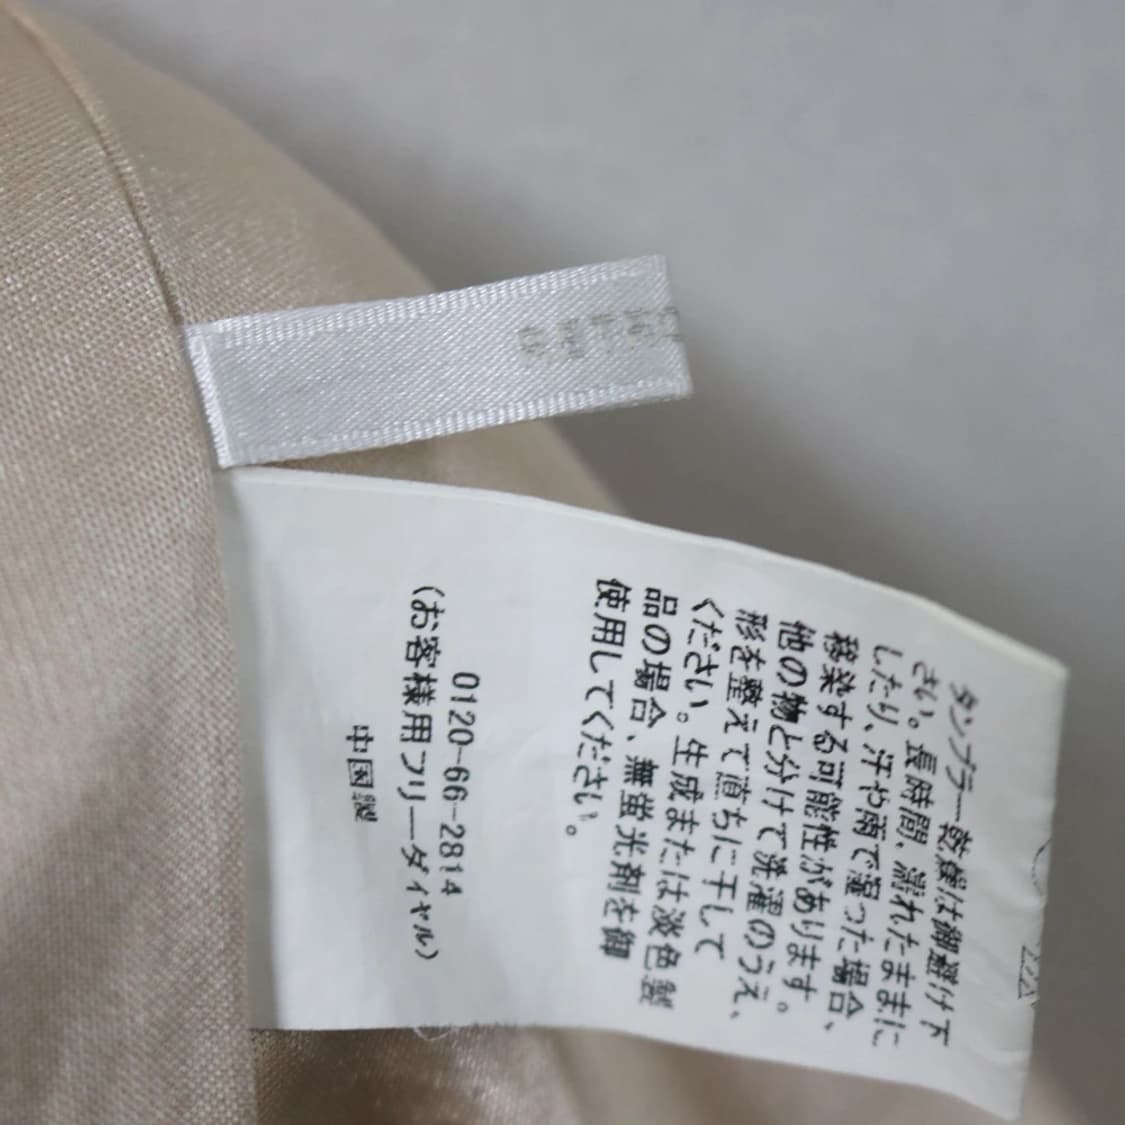 タンブラー乾燥は御避け下
さい。長時間、濡れたままに
したり、汗や雨で湿った場合、
移染する可能性があります。
他の物と分けて洗濯のうえ、
形を整えて直ちに干して
ください。生成または淡色製
品の場合、無蛍光剤を御
使用してください。
0120-66-2814
(お客様用フリーダイヤル)
中国製